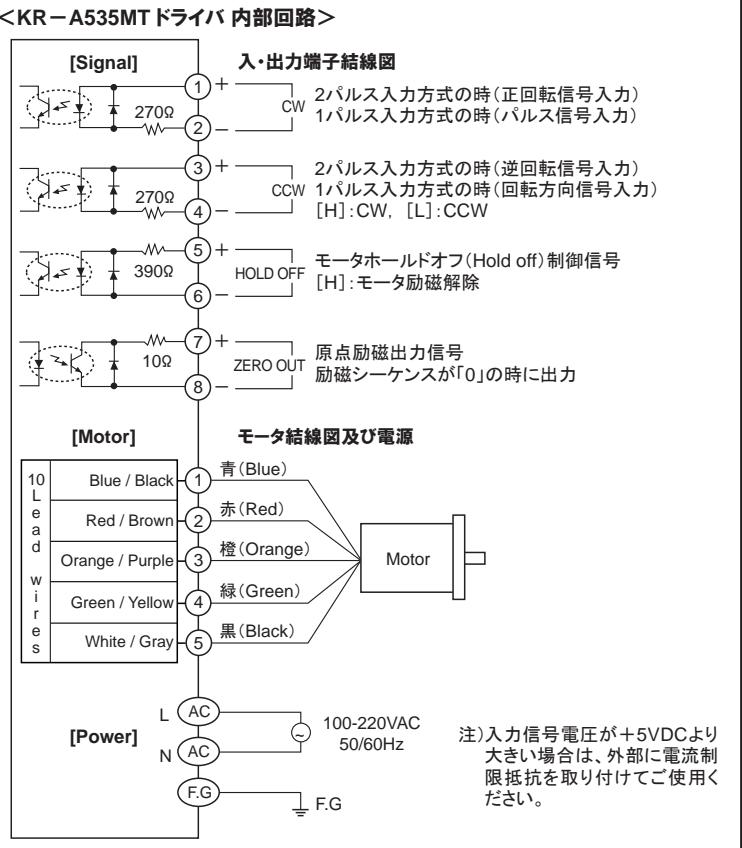 ＜KR－A535MTドライバ 内部回路＞
[Signal]
入・出力端子結線図
270Ω
1
+
2
−
CW
2パルス入力方式の時(正回転信号入力)
1パルス入力方式の時(パルス信号入力)
270Ω
3
+
4
−
CCW
2パルス入力方式の時(逆回転信号入力)
1パルス入力方式の時(回転方向信号入力)
[H]:CW, [L]:CCW
390Ω
5
+
6
−
HOLD OFF
モータホールドオフ(Hold off)制御信号
[H]:モータ励磁解除
10Ω
7
+
8
−
ZERO OUT
原点励磁出力信号
励磁シーケンスが「0」の時に出力
[Motor]
モータ結線図及び電源
10 Lead wires
Blue / Black
1
青(Blue)
Red / Brown
2
赤(Red)
Orange / Purple
3
橙(Orange)
Green / Yellow
4
緑(Green)
White / Gray
5
黒(Black)
Motor
[Power]
L
AC
N
AC
~
100-220VAC
50/60Hz
F.G
F.G
注)入力信号電圧が＋5VDCより
大きい場合は、外部に電流制
限抵抗を取り付けてご使用く
ださい。